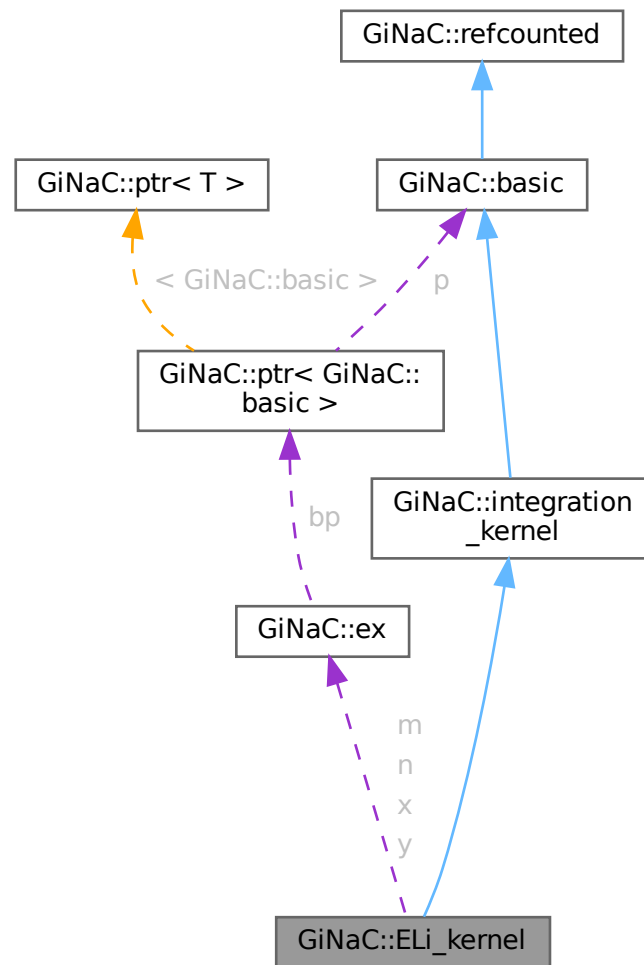 GiNaC::refcounted
GiNaC::ptr< T >
GiNaC::basic
< GiNaC::basic >
p
GiNaC::ptr< GiNaC::
basic >
GiNaC::integration
_kernel
bp
GiNaC::ex
m
n
x
y
GiNaC::ELi_kernel